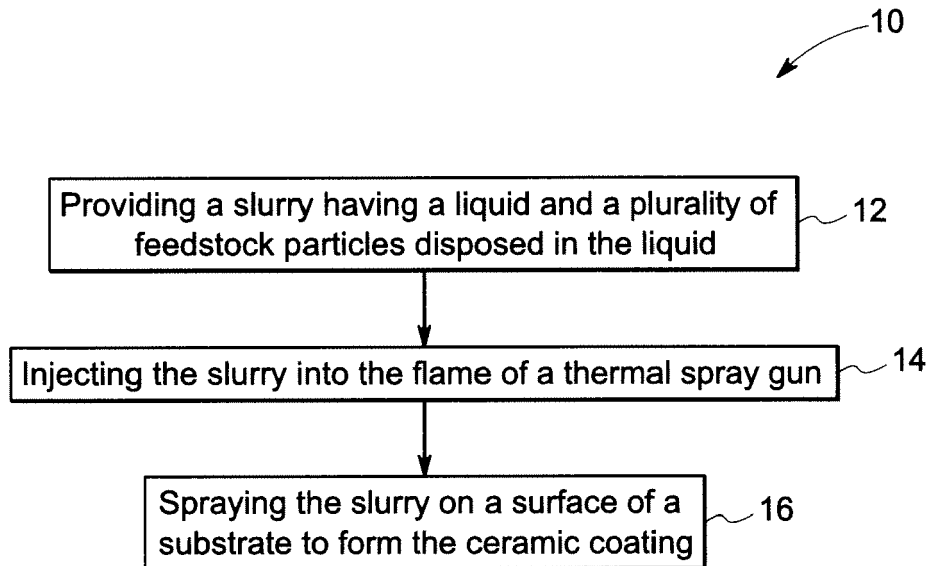 10
Providing a slurry having a liquid and a plurality of
feedstock particles disposed in the liquid
12
Injecting the slurry into the flame of a thermal spray gun
14
Spraying the slurry on a surface of a
substrate to form the ceramic coating
16